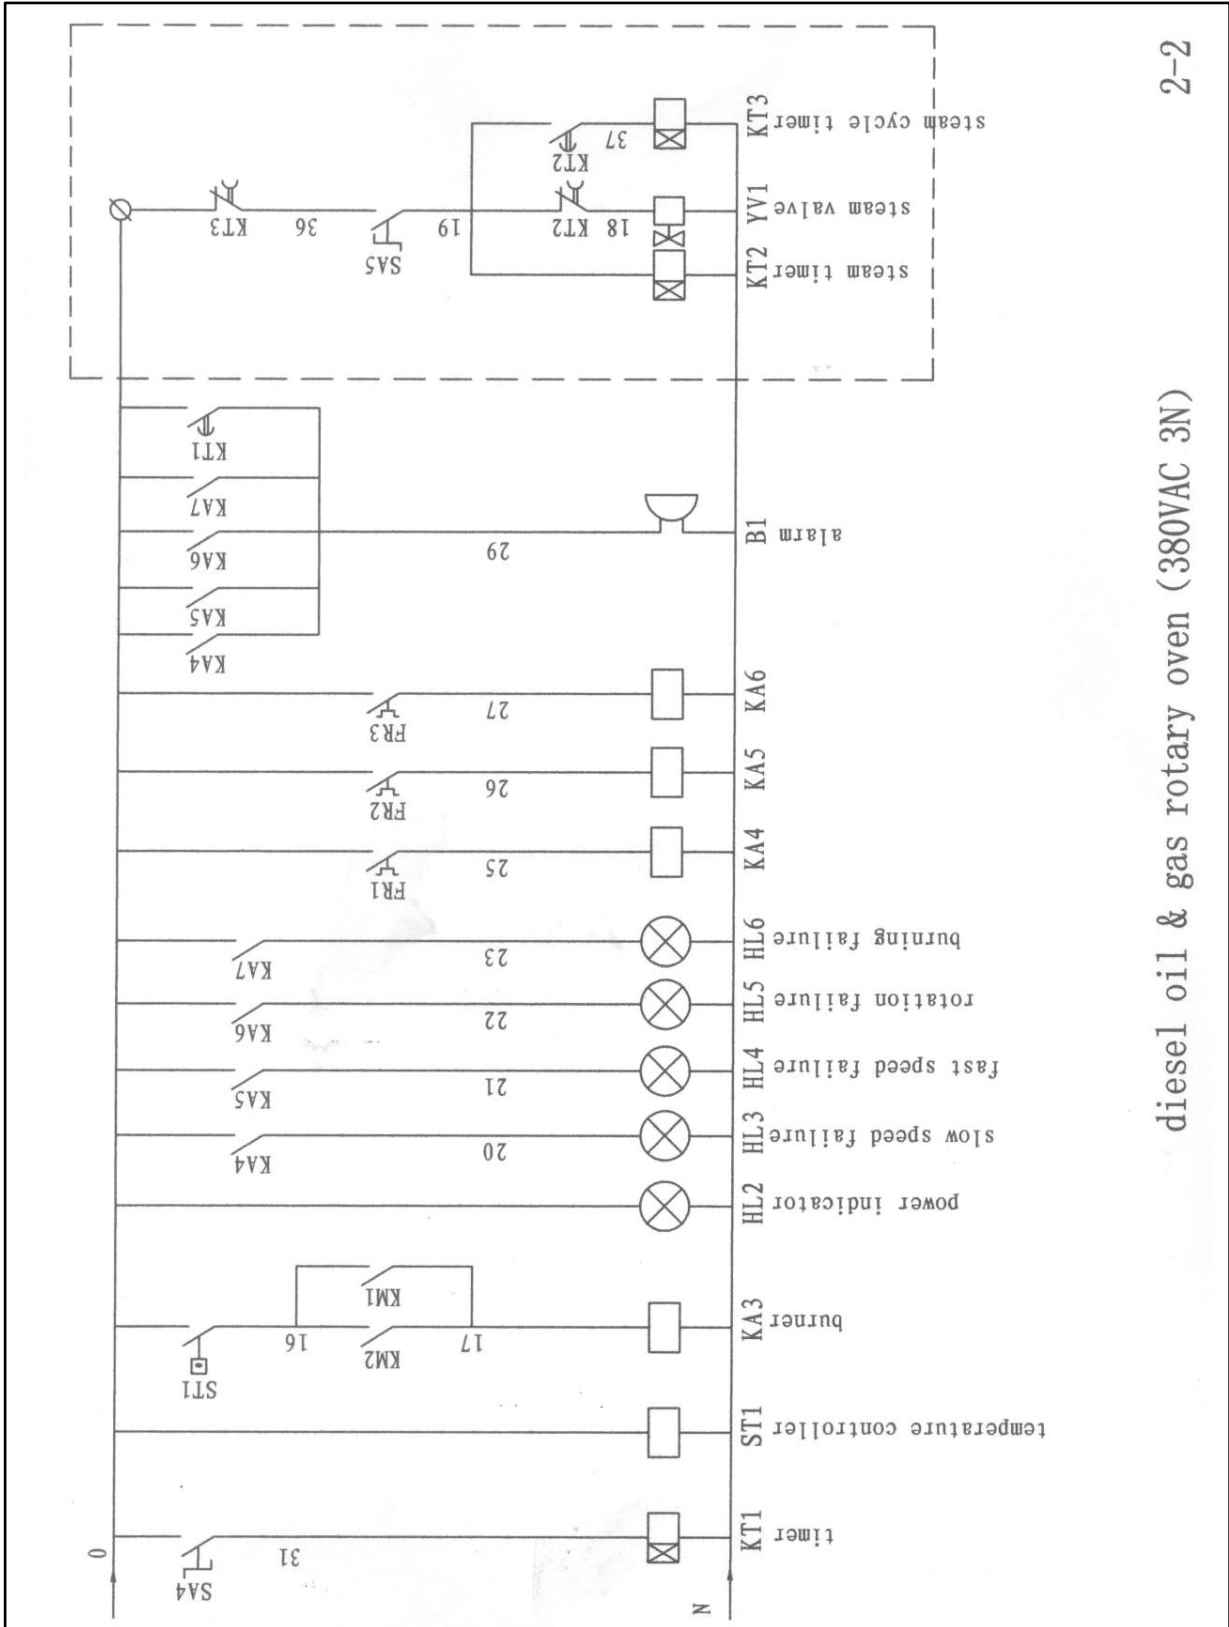 2-2
KT3
steam cycle timer
KT2
37
YV1
steam valve
KT3
36
SA5
19
KT2
18
KT2
steam timer
KT1
KA7
KA6
KA5
KA4
29
B1
alarm
FR3
27
KA6
FR2
26
KA5
FR1
25
KA4
KA7
23
HL6
burning failure
KA6
22
HL5
rotation failure
KA5
21
HL4
fast speed failure
KA4
20
HL3
slow speed failure
HL2
power indicator
KM1
ST1
16
KM2
17
KA3
burner
ST1
temperature controller
0
SA4
31
KT1
timer
N
diesel oil & gas rotary oven (380VAC 3N)